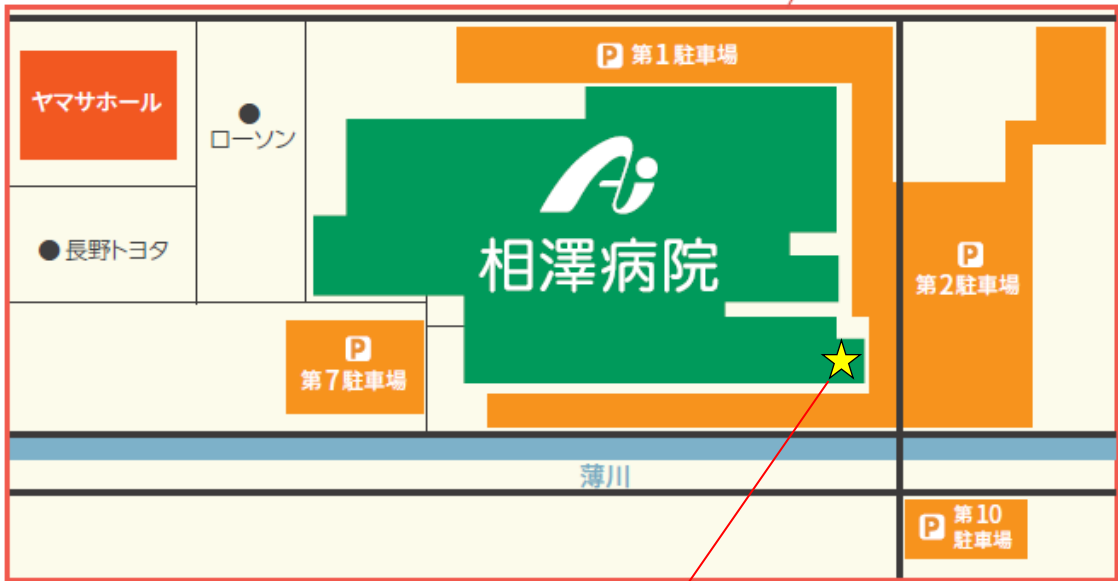 P 第1駐車場
ヤマサホール
ローソン
相澤病院
長野トヨタ
P
第2駐車場
P
第7駐車場
薄川
P 第10
駐車場